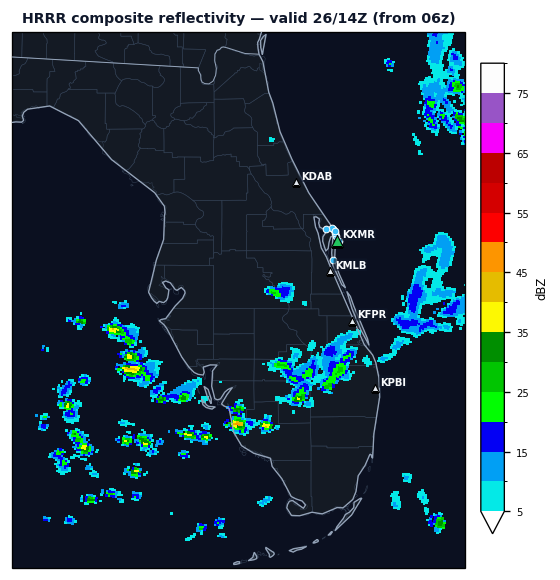 HRRR composite reflectivity — valid 26/14Z (from 06z)
KDAB
KXMR
KMLB
KFPR
KPBI
75
65
55
45
35
25
15
5
dBZ